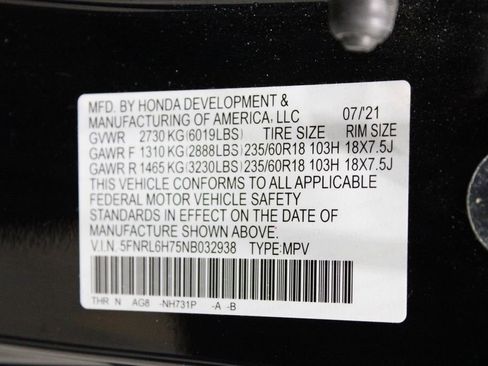 MFD. BY HONDA DEVELOPMENT &
MANUFACTURING OF AMERICA, LLC 07/'21
GVWR 2730 KG(6019LBS) TIRE SIZE RIM SIZE
GAWR F 1310 KG(2888LBS) 235/60R18 103H 18X7.5J
GAWR R 1465 KG(3230LBS) 235/60R18 103H 18X7.5J
THIS VEHICLE CONFORMS TO ALL APPLICABLE
FEDERAL MOTOR VEHICLE SAFETY
STANDARDS IN EFFECT ON THE DATE OF
MANUFACTURE SHOWN ABOVE.
V.I.N. 5FNRL6H75NB032938 TYPE:MPV
THR N AG8 -NH731P -A -B